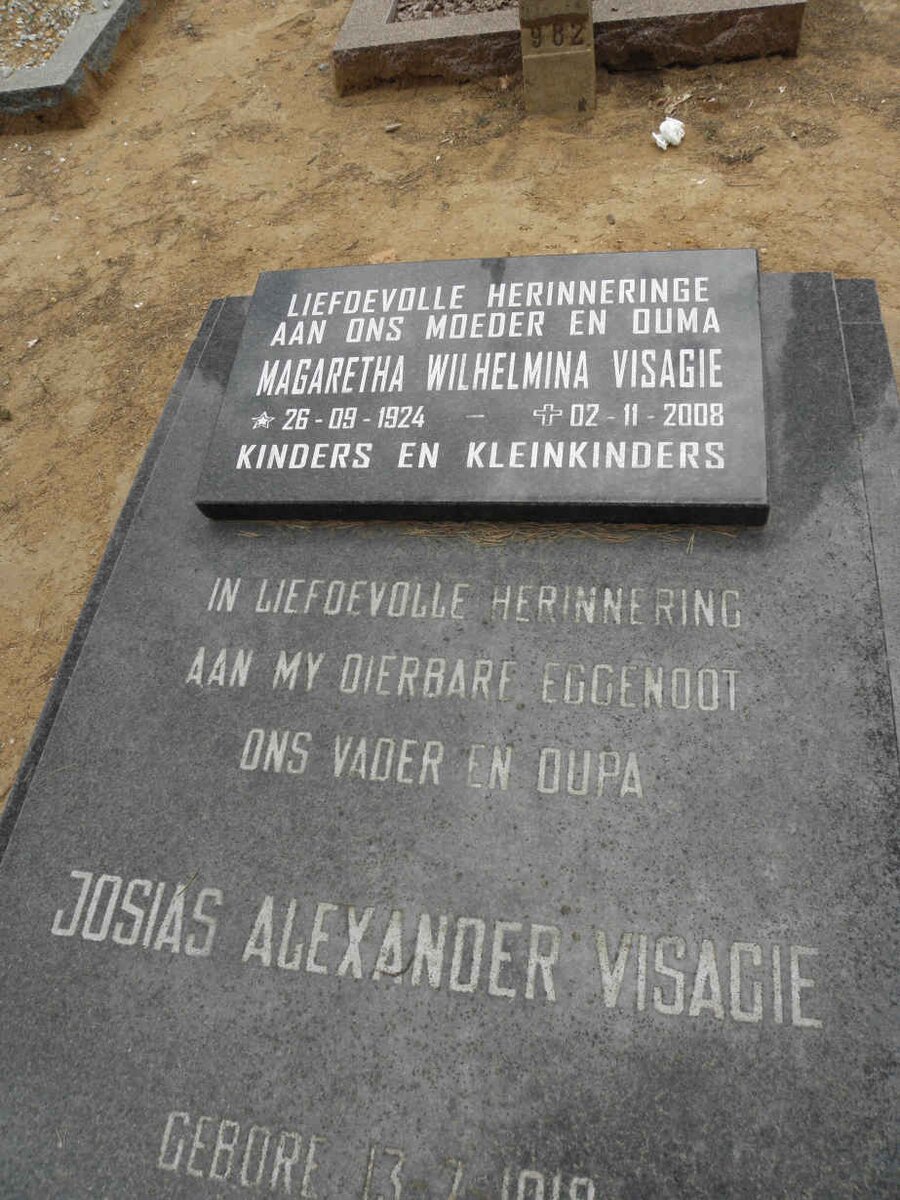 982
LIEFDEVOLLE HERINNERINGE
AAN ONS MOEDER EN OUMA
MAGARETHA WILHELMINA VISAGIE
26-09-1924 - 02-11-2008
KINDERS EN KLEINKINDERS
IN LIEFDEVOLLE HERINNERING
AAN MY DIERBARE EGGENOOT
ONS VADER EN OUPA
JOSIAS ALEXANDER VISAGIE
GEBORE